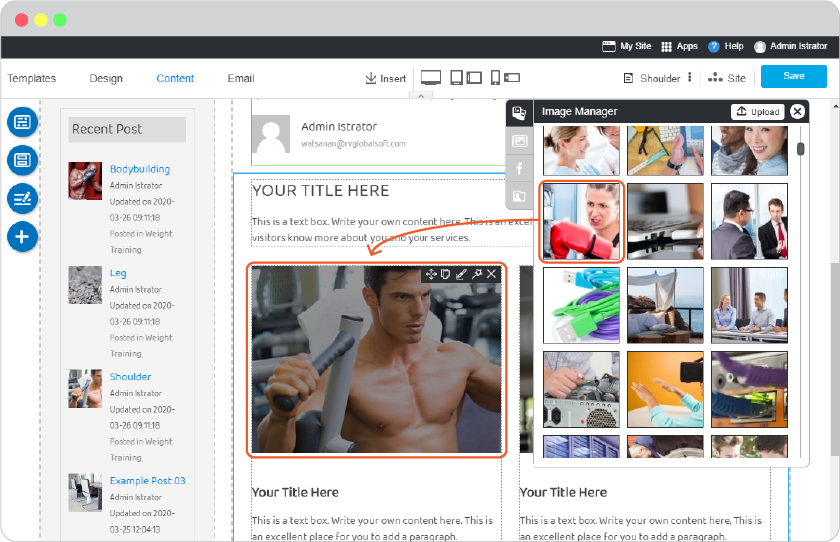 My Site Apps ? Help Admin Istrator
Templates Design Content Email Insert Shoulder Site Save
Recent Post
Bodybuilding
Admin Istrator
Updated on 2020-
03-26 09:11:18
Posted in Weight
Training
Leg
Admin Istrator
Updated on 2020-
03-26 09:11:18
Posted in Weight
Training
Shoulder
Admin Istrator
Updated on 2020-
03-26 09:11:18
Posted in Weight
Training
Example Post 03
Admin Istrator
Updated on 2020-
03-25 12:04:13
Admin Istrator
watsanan@rvglobalsoft.com
YOUR TITLE HERE
This is a text box. Write your own content here. This is an excel
visitors know more about you and your services.
Your Title Here
This is a text box. Write your own content here. This is
an excellent place for you to add a paragraph.
Your Title Here
This is a text box. Write your own content here. This is
an excellent place for you to add a paragraph.
Image Manager Upload
f